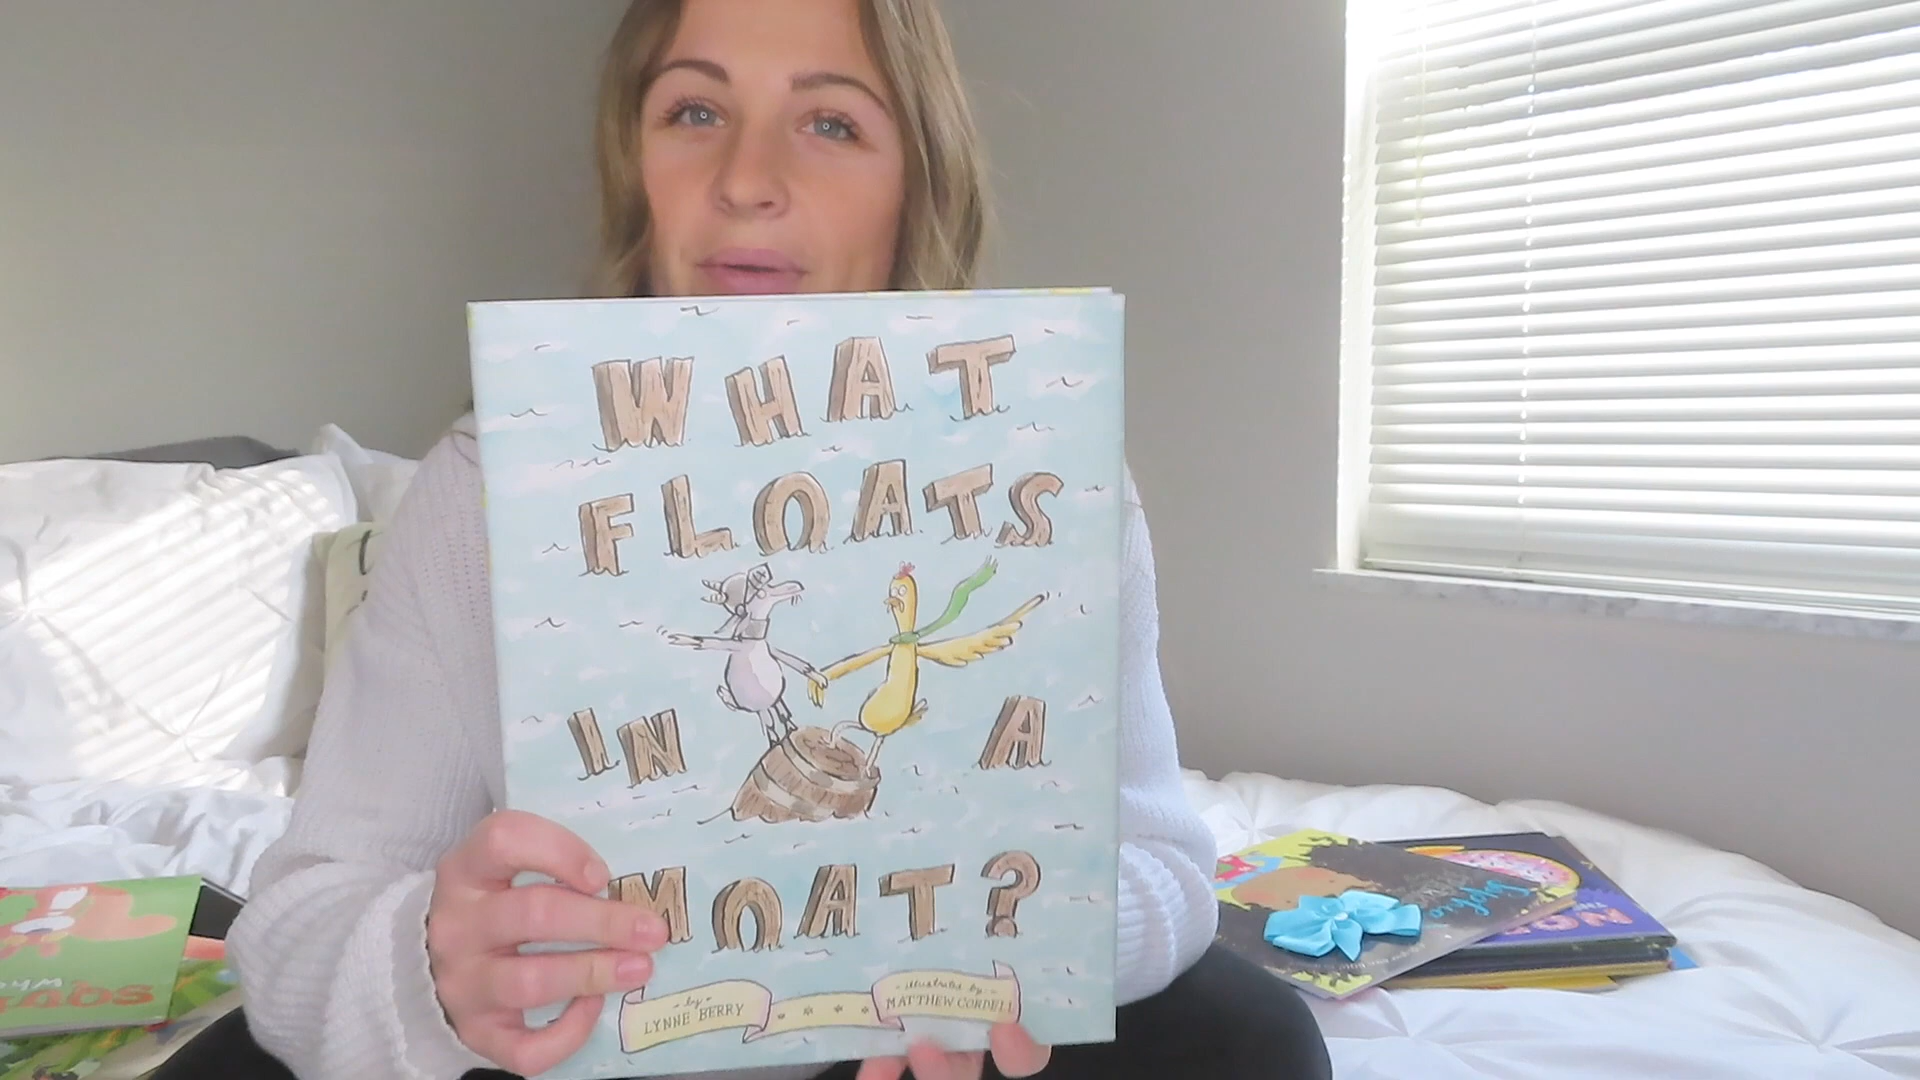 WHAT
FLOATS
IN A
MOAT?
by
LYNNE BERRY
illustrated by
MATTHEW CORDELL